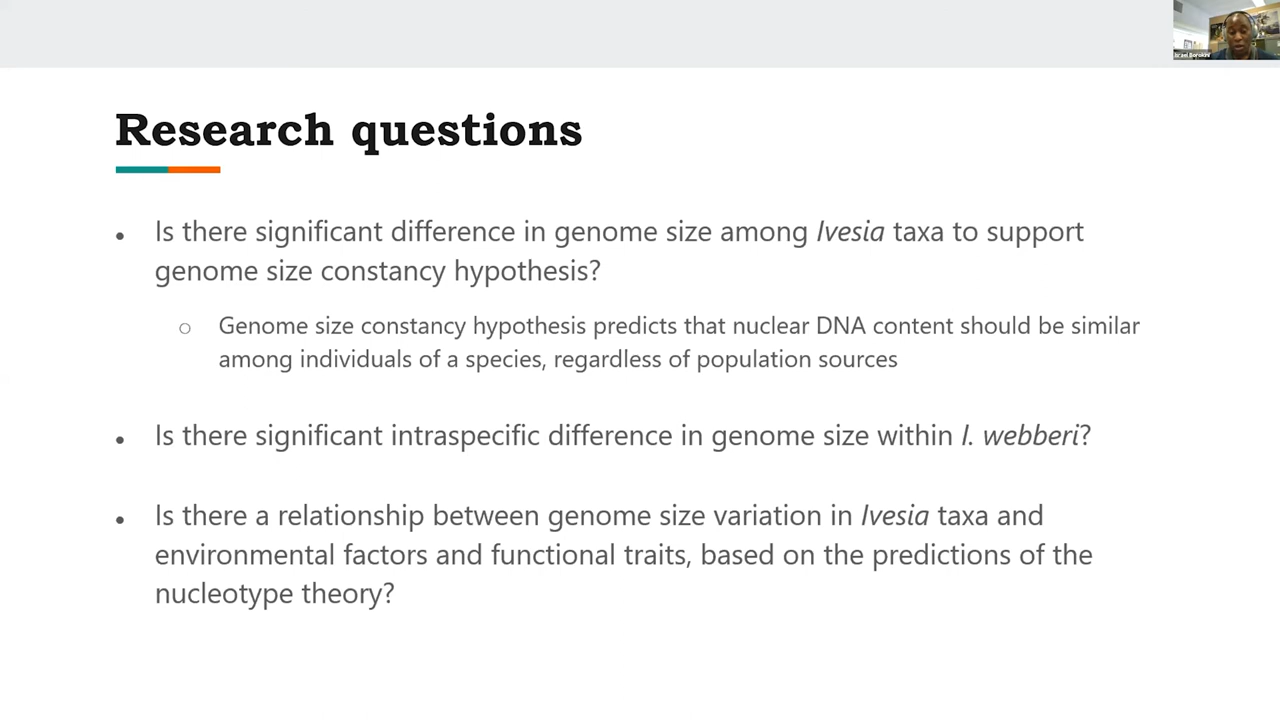 Israel Borokini
Research questions
• Is there significant difference in genome size among Ivesia taxa to support
genome size constancy hypothesis?
○ Genome size constancy hypothesis predicts that nuclear DNA content should be similar
among individuals of a species, regardless of population sources
• Is there significant intraspecific difference in genome size within I. webberi?
• Is there a relationship between genome size variation in Ivesia taxa and
environmental factors and functional traits, based on the predictions of the
nucleotype theory?